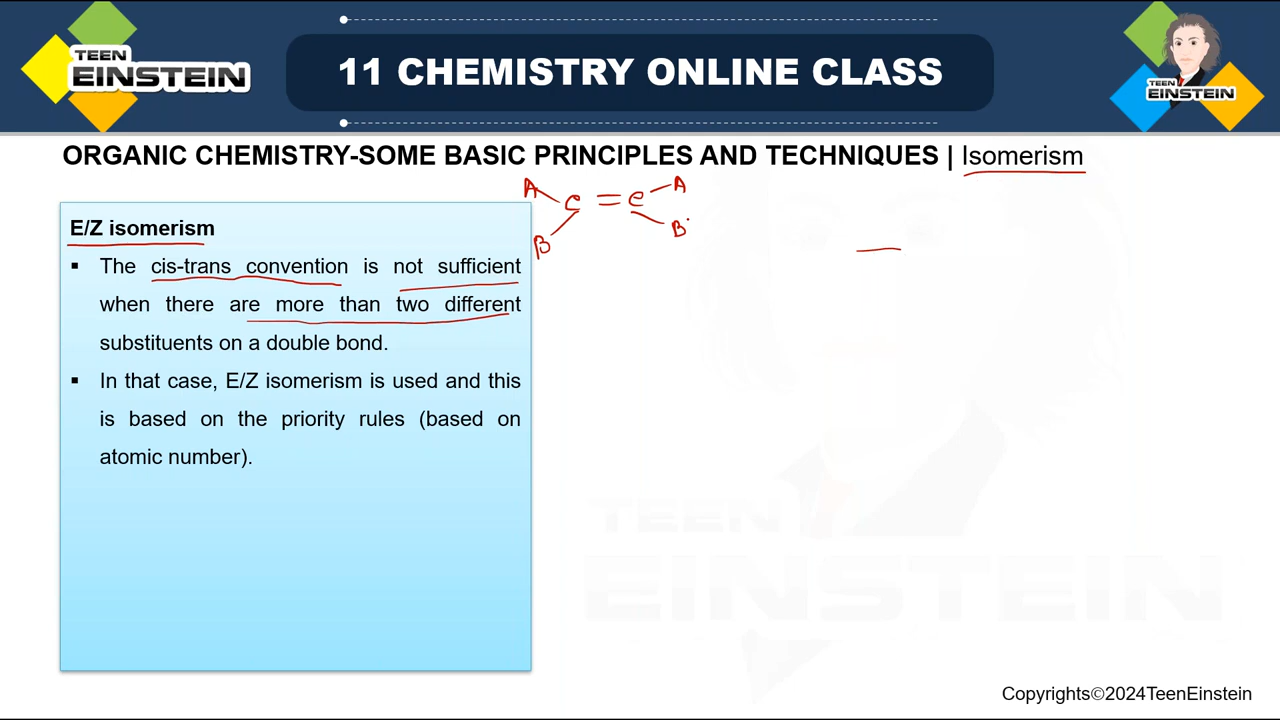 TEEN
EINSTEIN
11 CHEMISTRY ONLINE CLASS
TEEN
EINSTEIN
ORGANIC CHEMISTRY-SOME BASIC PRINCIPLES AND TECHNIQUES | Isomerism
A A
C = C
B B
E/Z isomerism
▪ The cis-trans convention is not sufficient
when there are more than two different
substituents on a double bond.
▪ In that case, E/Z isomerism is used and this
is based on the priority rules (based on
atomic number).
TEEN
EINSTEIN
Copyrights©2024TeenEinstein